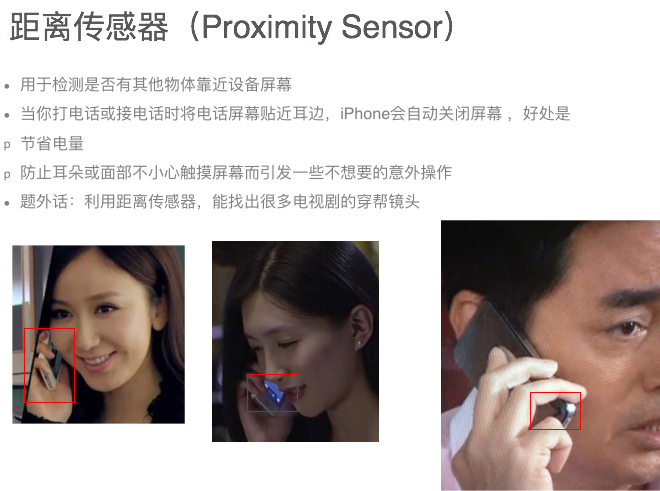 距离传感器（Proximity Sensor）
• 用于检测是否有其他物体靠近设备屏幕
• 当你打电话或接电话时将电话屏幕贴近耳边，iPhone会自动关闭屏幕 ，好处是
p 节省电量
p 防止耳朵或面部不小心触摸屏幕而引发一些不想要的意外操作
• 题外话：利用距离传感器，能找出很多电视剧的穿帮镜头